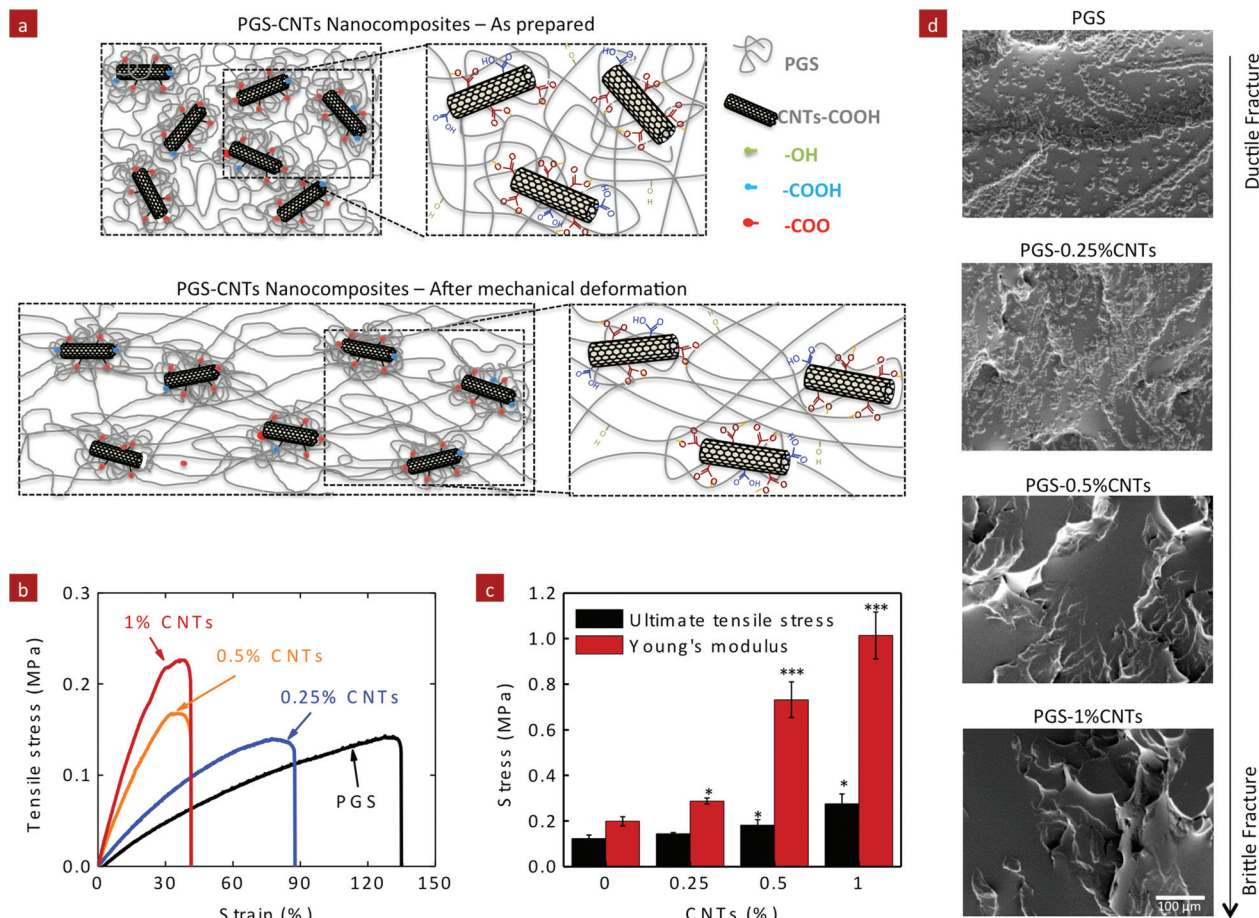 a
PGS-CNTs Nanocomposites – As prepared
PGS
CNTs-COOH
-OH
-COOH
-COO
PGS-CNTs Nanocomposites – After mechanical deformation
b
0.3
0.2
0.1
0.0
Tensile stress (MPa)
1% CNTs
0.5% CNTs
0.25% CNTs
PGS
0 30 60 90 120 150
Strain (%)
c
1.2
1.0
0.8
0.6
0.4
0.2
0.0
Stress (MPa)
Ultimate tensile stress
Young's modulus
* * *** * ***
0 0.25 0.5 1
CNTs (%)
d
PGS
PGS-0.25%CNTs
PGS-0.5%CNTs
PGS-1%CNTs
100 µm
Ductile Fracture
Brittle Fracture